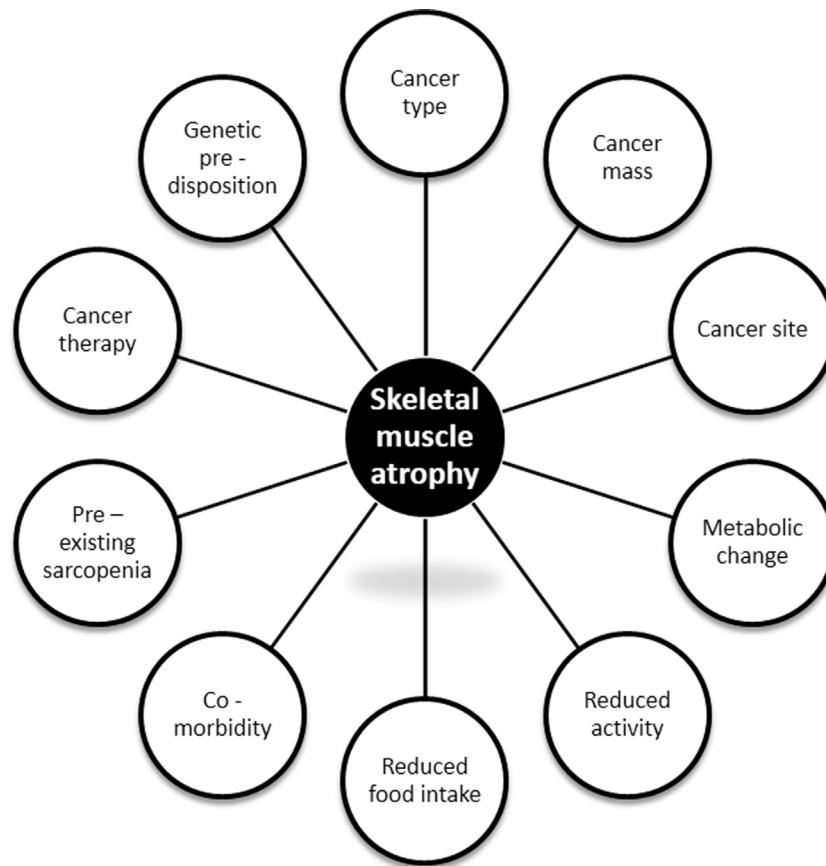 Cancer
type
Cancer
mass
Cancer site
Metabolic
change
Reduced
activity
Reduced
food intake
Co -
morbidity
Pre –
existing
sarcopenia
Cancer
therapy
Genetic
pre -
disposition
Skeletal
muscle
atrophy